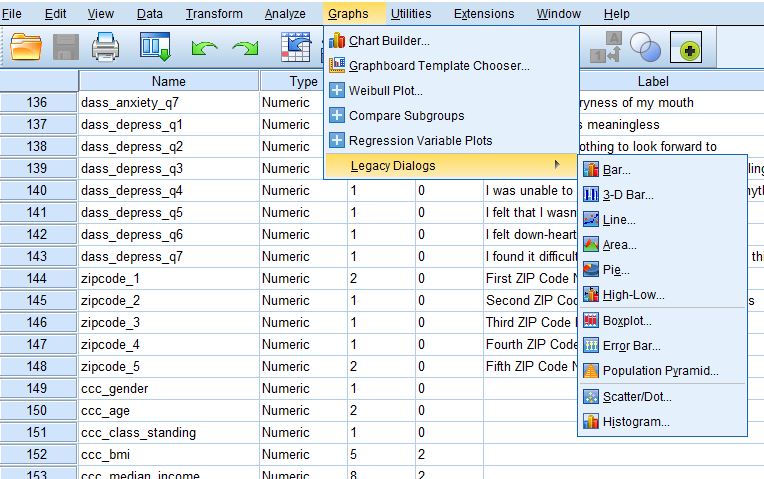 File Edit View Data Transform Analyze Graphs Utilities Extensions Window Help
Chart Builder...
Graphboard Template Chooser...
Weibull Plot...
Compare Subgroups
Regression Variable Plots
Legacy Dialogs
Bar...
3-D Bar...
Line...
Area...
Pie...
High-Low...
Boxplot...
Error Bar...
Population Pyramid...
Scatter/Dot...
Histogram...
Name Type Label
136 dass_anxiety_q7 Numeric ryness of my mouth
137 dass_depress_q1 Numeric s meaningless
138 dass_depress_q2 Numeric othing to look forward to
139 dass_depress_q3 Numeric ling
140 dass_depress_q4 Numeric 1 0 I was unable to
141 dass_depress_q5 Numeric 1 0 I felt that I wasn
142 dass_depress_q6 Numeric 1 0 I felt down-heart
143 dass_depress_q7 Numeric 1 0 I found it difficult thi
144 zipcode_1 Numeric 2 0 First ZIP Code N
145 zipcode_2 Numeric 1 0 Second ZIP Cod s
146 zipcode_3 Numeric 1 0 Third ZIP Code
147 zipcode_4 Numeric 1 0 Fourth ZIP Code
148 zipcode_5 Numeric 2 0 Fifth ZIP Code N
149 ccc_gender Numeric 1 0
150 ccc_age Numeric 2 0
151 ccc_class_standing Numeric 1 0
152 ccc_bmi Numeric 5 2
153 ccc_median_income Numeric 8 2